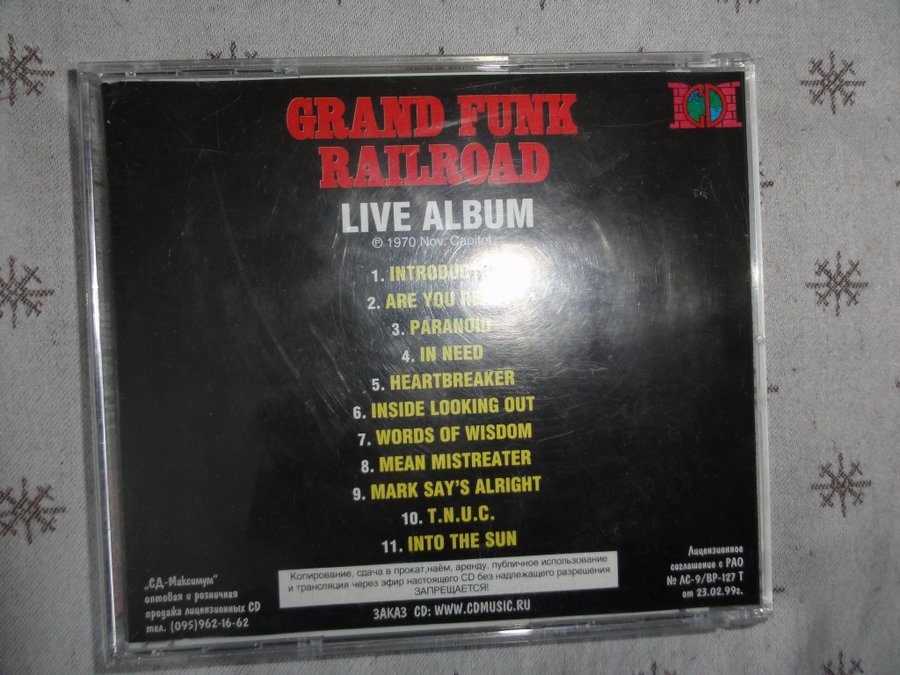 GRAND FUNK
RAILROAD
LIVE ALBUM
℗ 1970 Nov. Capitol
1.
2. ARE YOU
3. PARANOID
4. IN NEED
5. HEARTBREAKER
6. INSIDE LOOKING OUT
7. WORDS OF WISDOM
8. MEAN MISTREATER
9. MARK SAY'S ALRIGHT
10. T.N.U.C.
11. INTO THE SUN
„СД-Максимум"
оптовая и розничная
продажа лицензионных CD
тел. (095)962-16-62
Копирование, сдача в прокат,наём, аренду, публичное использование
и трансляция через эфир настоящего CD без надлежащего разрешения
ЗАПРЕЩАЕТСЯ!
ЗАКАЗ CD: WWW.CDMUSIC.RU
Лицензионное
соглашение с РАО
№ ЛС-9/ВР-127 Т
от 23.02.99г.
CD